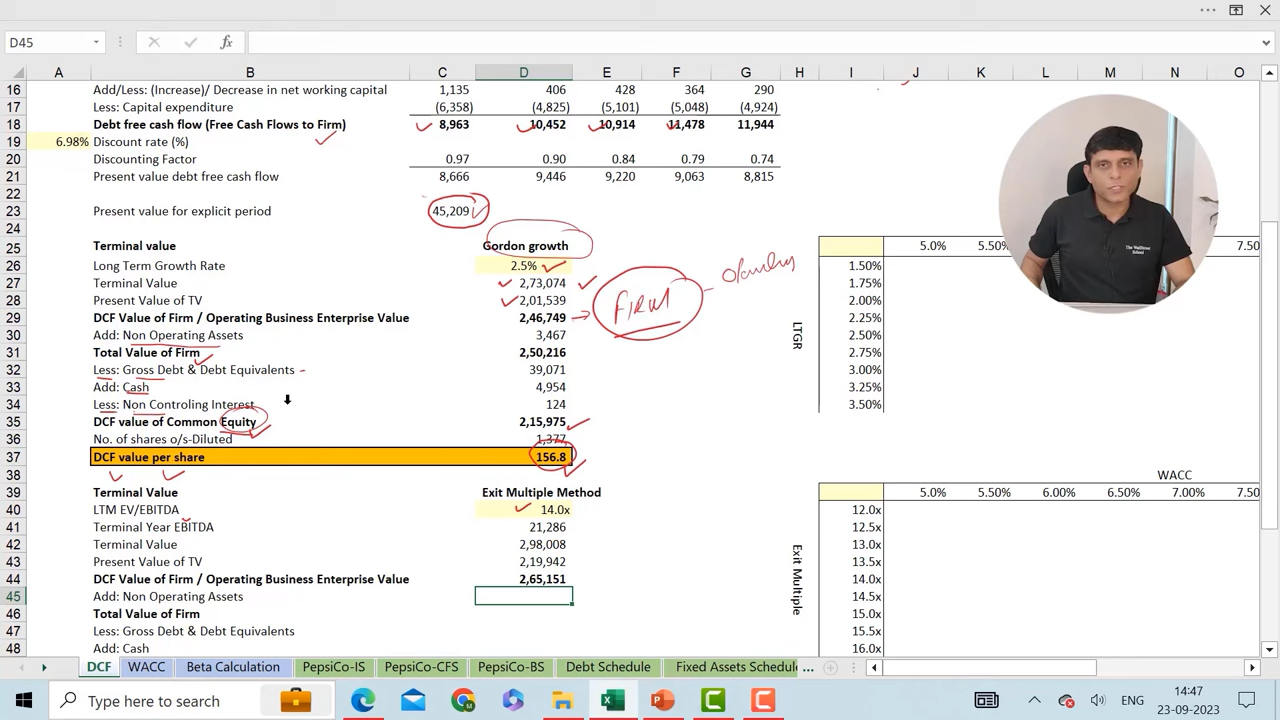 D45
fx
A B C D E F G H I J K L M N O
16 Add/Less: (Increase)/ Decrease in net working capital 1,135 406 428 364 290
17 Less: Capital expenditure (6,358) (4,825) (5,101) (5,048) (4,924)
18 Debt free cash flow (Free Cash Flows to Firm) 8,963 10,452 10,914 11,478 11,944
19 6.98% Discount rate (%)
20 Discounting Factor 0.97 0.90 0.84 0.79 0.74
21 Present value debt free cash flow 8,666 9,446 9,220 9,063 8,815
22
23 Present value for explicit period 45,209
24
25 Terminal value Gordon growth 5.0% 5.50% 7.50
26 Long Term Growth Rate 2.5% 1.50%
27 Terminal Value 2,73,074 1.75%
28 Present Value of TV 2,01,539 FIRM 2.00%
29 DCF Value of Firm / Operating Business Enterprise Value 2,46,749 2.25%
30 Add: Non Operating Assets 3,467 2.50%
31 Total Value of Firm 2,50,216 2.75%
32 Less: Gross Debt & Debt Equivalents 39,071 3.00%
33 Add: Cash 4,954 3.25%
34 Less: Non Controling Interest 124 3.50%
LTGR
35 DCF value of Common Equity 2,15,975
36 No. of shares o/s-Diluted 1,377
37 DCF value per share 156.8
38 WACC
39 Terminal Value Exit Multiple Method 5.0% 5.50% 6.00% 6.50% 7.00% 7.50
40 LTM EV/EBITDA 14.0x 12.0x
41 Terminal Year EBITDA 21,286 12.5x
42 Terminal Value 2,98,008 13.0x
43 Present Value of TV 2,19,942 13.5x
44 DCF Value of Firm / Operating Business Enterprise Value 2,65,151 14.0x
45 Add: Non Operating Assets 14.5x
46 Total Value of Firm 15.0x
47 Less: Gross Debt & Debt Equivalents 15.5x
48 Add: Cash 16.0x
Exit Multiple
The WallStreet School
DCF WACC Beta Calculation PepsiCo-IS PepsiCo-CFS PepsiCo-BS Debt Schedule Fixed Assets Schedule ...
Type here to search
ENG
14:47
23-09-2023